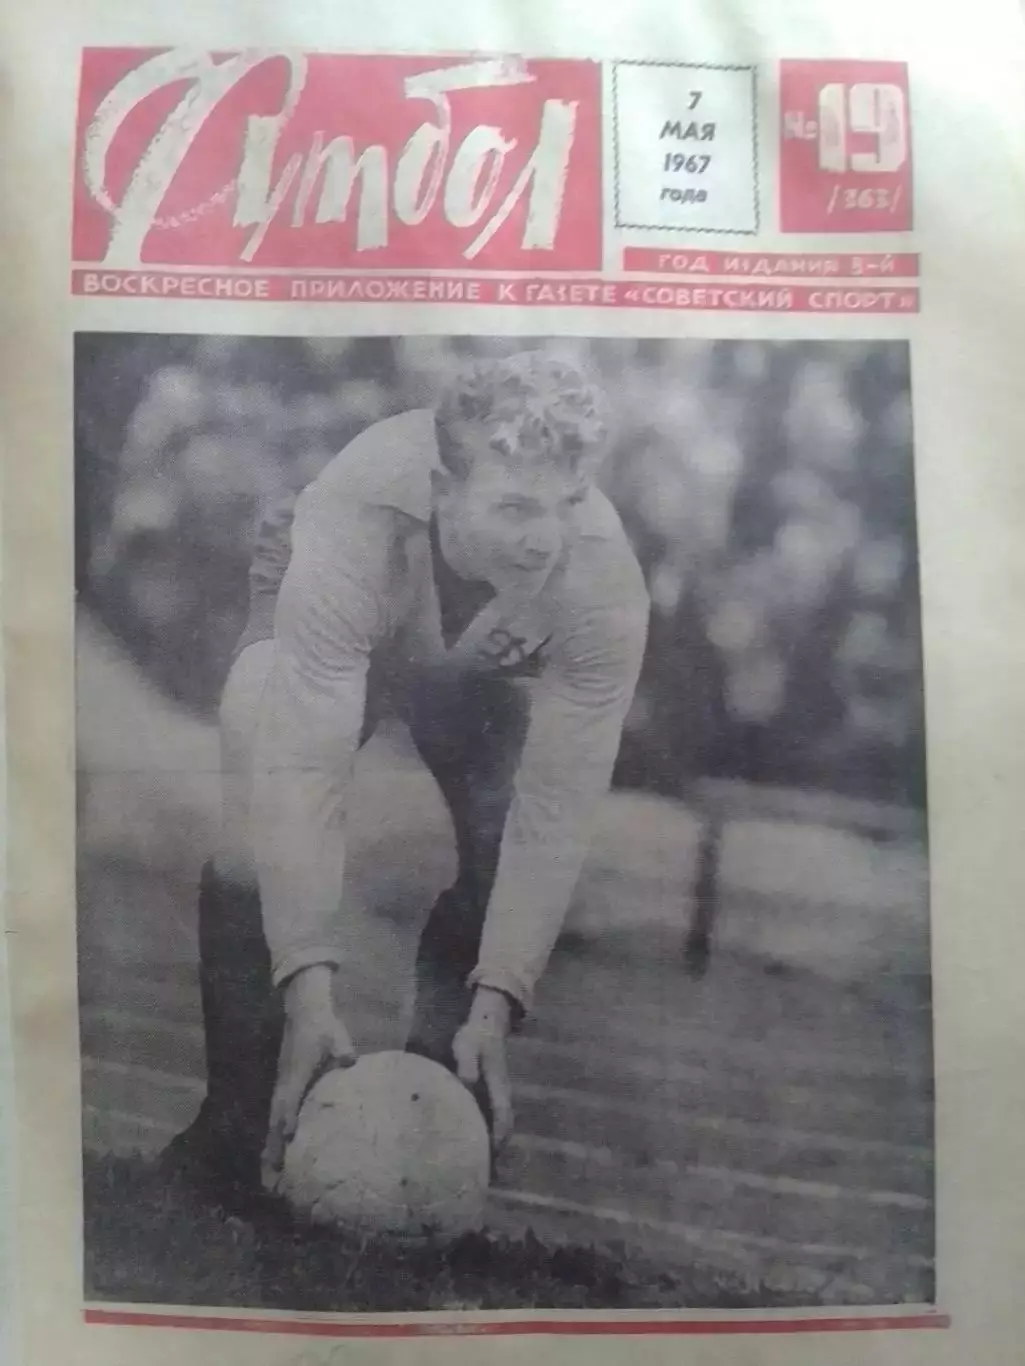 Футбол
7
МАЯ
1967
года
№ 19
/363/
ГОД ИЗДАНИЯ 8-Й
ВОСКРЕСНОЕ ПРИЛОЖЕНИЕ К ГАЗЕТЕ «СОВЕТСКИЙ СПОРТ»